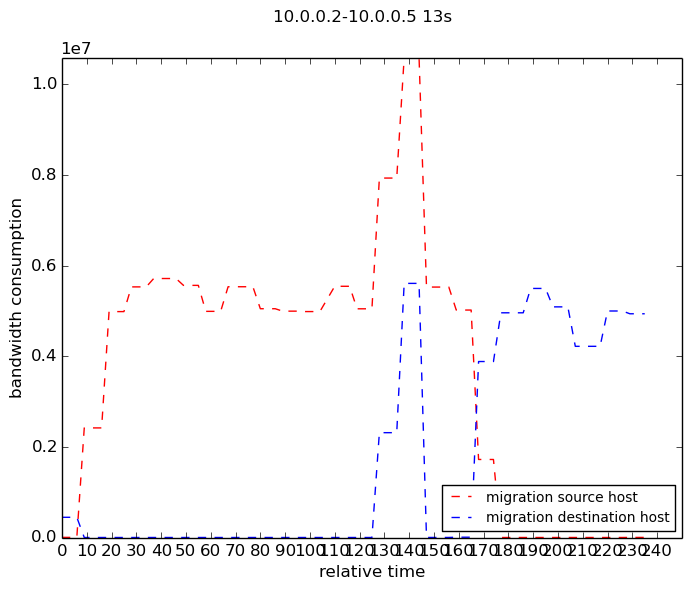 10.0.0.2-10.0.0.5 13s
1e7
1.0
0.8
0.6
0.4
0.2
0.0
bandwidth consumption
0 10 20 30 40 50 60 70 80 90 100 110 120 130 140 150 160 170 180 190 200 210 220 230 240
relative time
migration source host
migration destination host